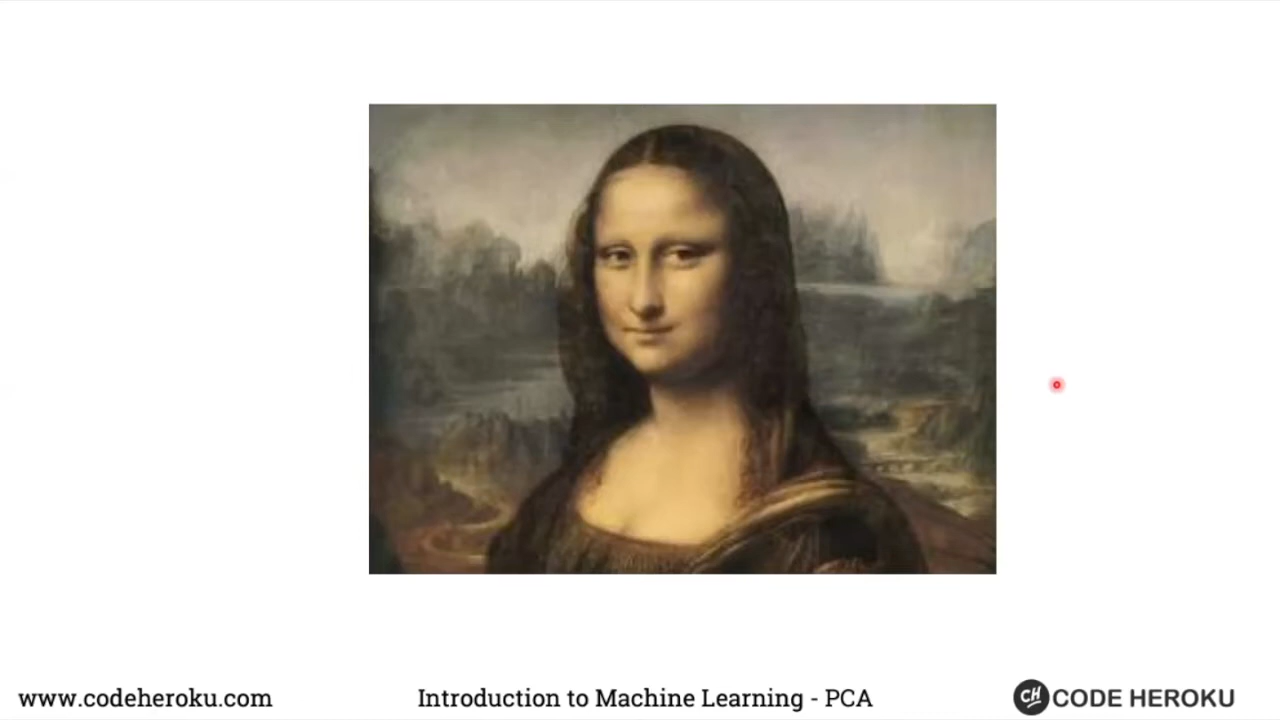 www.codeheroku.com
Introduction to Machine Learning - PCA
CH CODE HEROKU